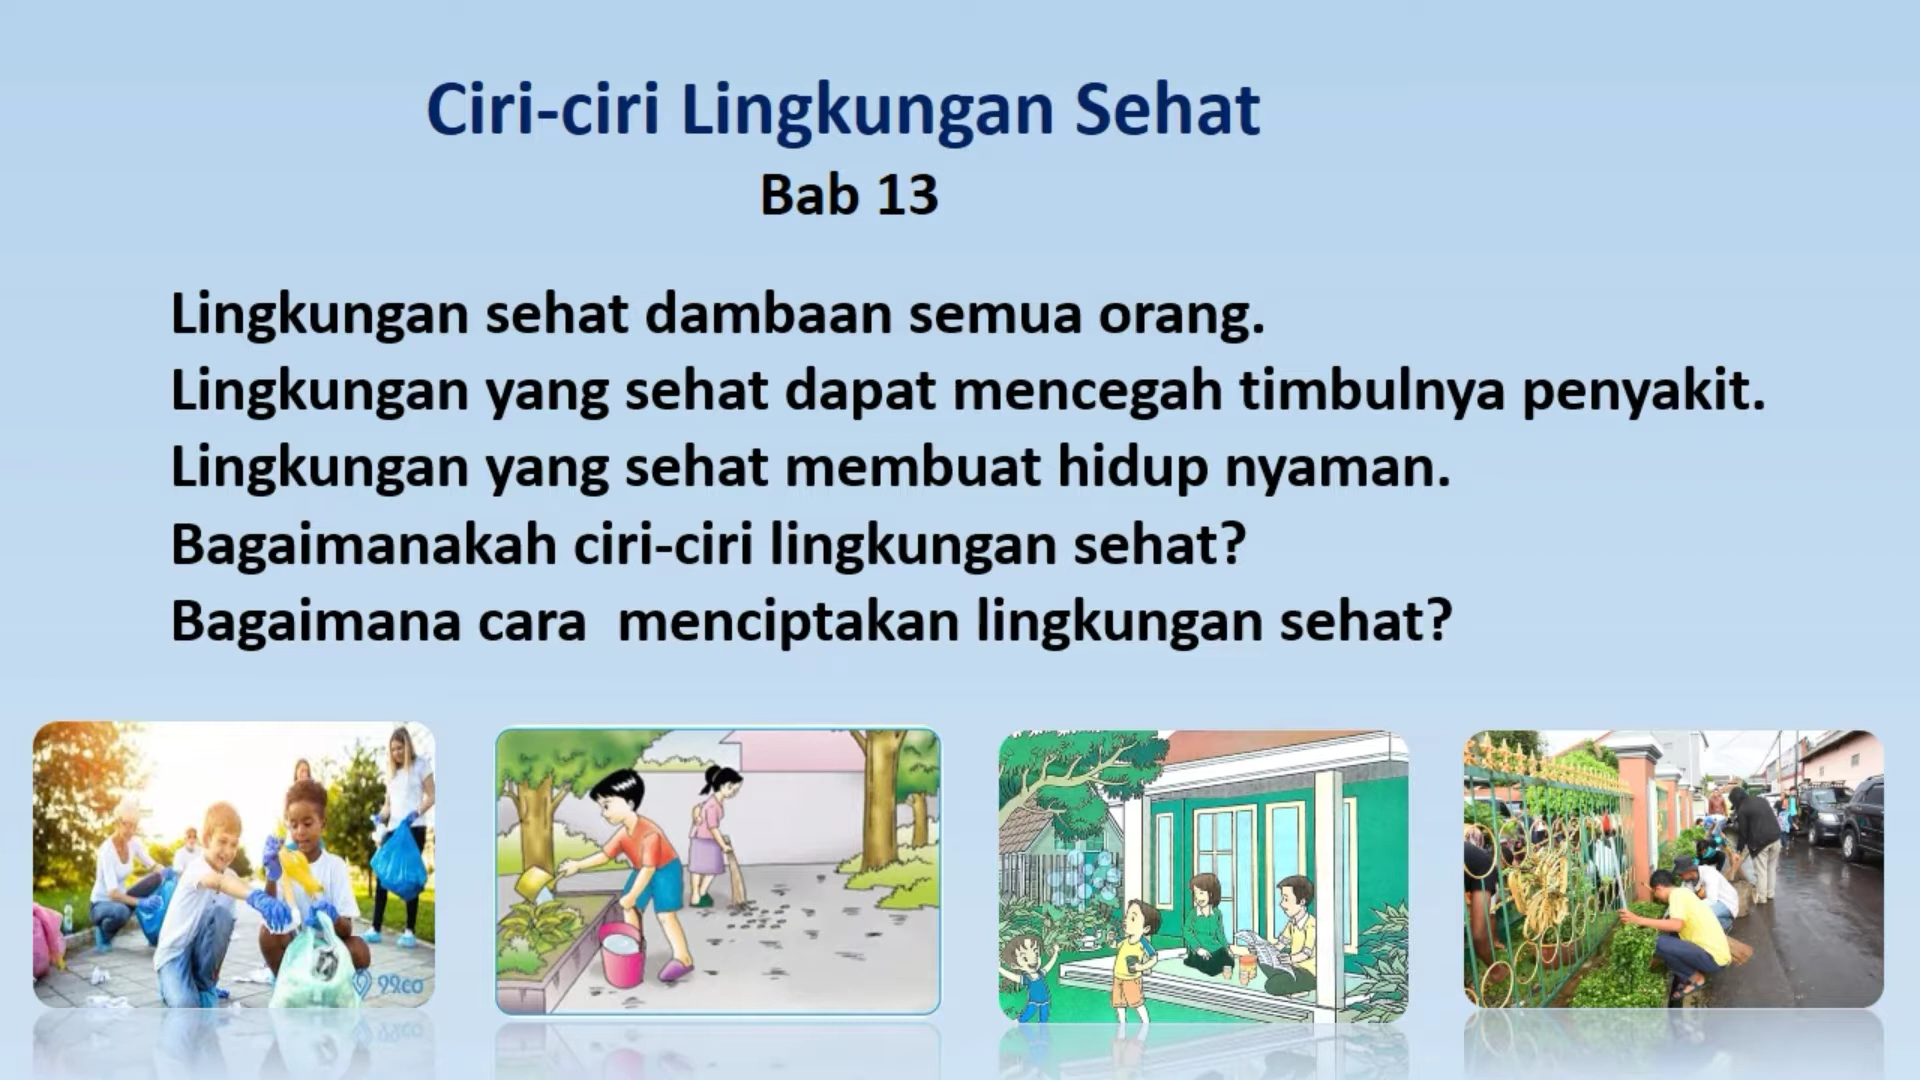 Ciri-ciri Lingkungan Sehat
Bab 13
Lingkungan sehat dambaan semua orang.
Lingkungan yang sehat dapat mencegah timbulnya penyakit.
Lingkungan yang sehat membuat hidup nyaman.
Bagaimanakah ciri-ciri lingkungan sehat?
Bagaimana cara  menciptakan lingkungan sehat?
99co